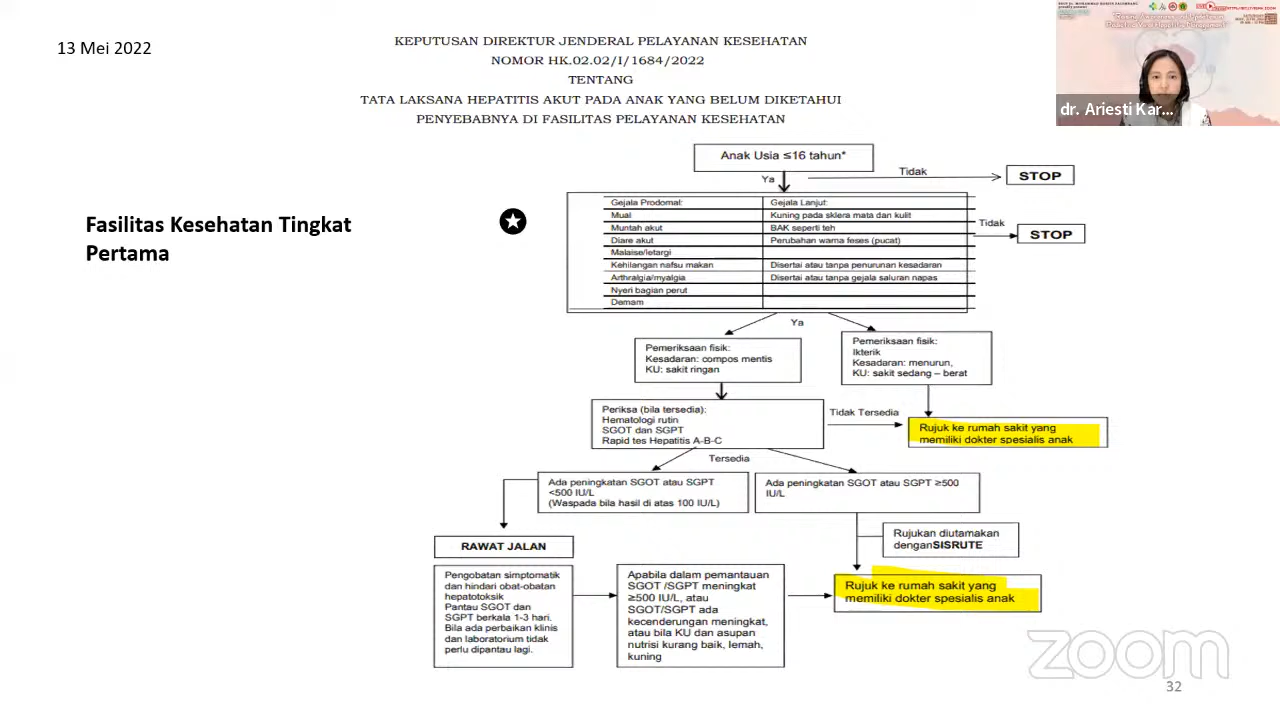 13 Mei 2022
KEPUTUSAN DIREKTUR JENDERAL PELAYANAN KESEHATAN
NOMOR HK.02.02/I/1684/2022
TENTANG
TATA LAKSANA HEPATITIS AKUT PADA ANAK YANG BELUM DIKETAHUI
PENYEBABNYA DI FASILITAS PELAYANAN KESEHATAN
dr. Ariesti Kar...
Fasilitas Kesehatan Tingkat
Pertama
Anak Usia ≤16 tahun*
Ya
Tidak
STOP
Gejala Prodomal:
Gejala Lanjut:
Mual
Kuning pada sklera mata dan kulit
Muntah akut
BAK seperti teh
Diare akut
Perubahan warna feses (pucat)
Malaise/letargi
Kehilangan nafsu makan
Disertai atau tanpa penurunan kesadaran
Arthralgia/myalgia
Disertai atau tanpa gejala saluran napas
Nyeri bagian perut
Demam
Tidak
STOP
Ya
Pemeriksaan fisik:
Kesadaran: compos mentis
KU: sakit ringan
Pemeriksaan fisik:
Ikterik
Kesadaran: menurun,
KU: sakit sedang – berat
Periksa (bila tersedia):
Hematologi rutin
SGOT dan SGPT
Rapid tes Hepatitis A-B-C
Tidak Tersedia
Rujuk ke rumah sakit yang
memiliki dokter spesialis anak
Tersedia
Ada peningkatan SGOT atau SGPT
<500 IU/L
(Waspada bila hasil di atas 100 IU/L)
Ada peningkatan SGOT atau SGPT ≥500
IU/L
Rujukan diutamakan
denganSISRUTE
RAWAT JALAN
Pengobatan simptomatik
dan hindari obat-obatan
hepatotoksik
Pantau SGOT dan
SGPT berkala 1-3 hari.
Bila ada perbaikan klinis
dan laboratorium tidak
perlu dipantau lagi.
Apabila dalam pemantauan
SGOT /SGPT meningkat
≥500 IU/L, atau
SGOT/SGPT ada
kecenderungan meningkat,
atau bila KU dan asupan
nutrisi kurang baik, lemah,
kuning
Rujuk ke rumah sakit yang
memiliki dokter spesialis anak
zoom
32